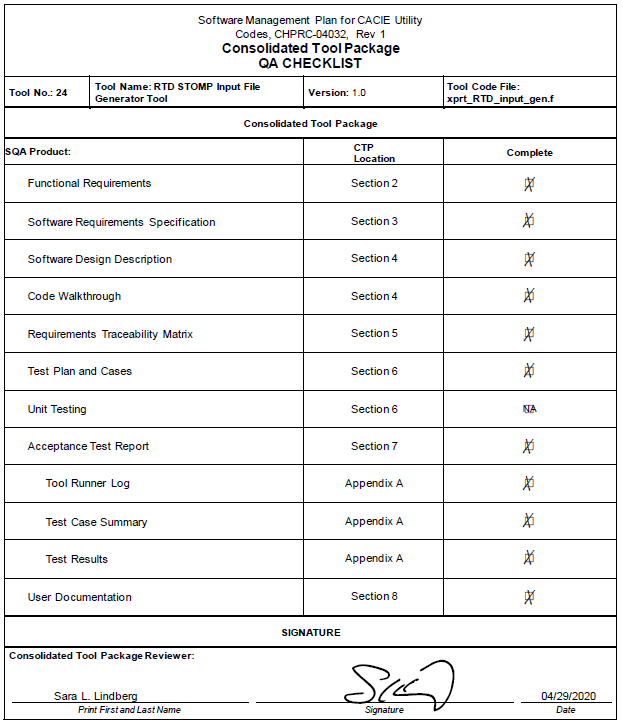 Software Management Plan for CACIE Utility
Codes, CHPRC-04032, Rev 1
Consolidated Tool Package
QA CHECKLIST
Tool No.: 24
Tool Name: RTD STOMP Input File
Generator Tool
Version: 1.0
Tool Code File:
xprt_RTD_input_gen.f
Consolidated Tool Package
SQA Product:
CTP
Location
Complete
Functional Requirements Section 2 X
Software Requirements Specification Section 3 X
Software Design Description Section 4 X
Code Walkthrough Section 4 X
Requirements Traceability Matrix Section 5 X
Test Plan and Cases Section 6 X
Unit Testing Section 6 NA
Acceptance Test Report Section 7 X
Tool Runner Log Appendix A X
Test Case Summary Appendix A X
Test Results Appendix A X
User Documentation Section 8 X
SIGNATURE
Consolidated Tool Package Reviewer:
Sara L. Lindberg 04/29/2020
Print First and Last Name Signature Date